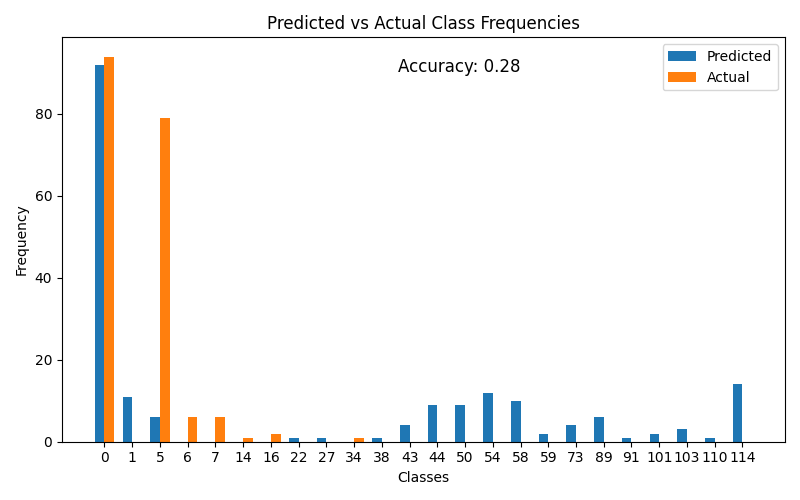 Predicted vs Actual Class Frequencies
Accuracy: 0.28
Predicted
Actual
Frequency
80
60
40
20
0
0 1 5 6 7 14 16 22 27 34 38 43 44 50 54 58 59 73 89 91 101 103 110 114
Classes